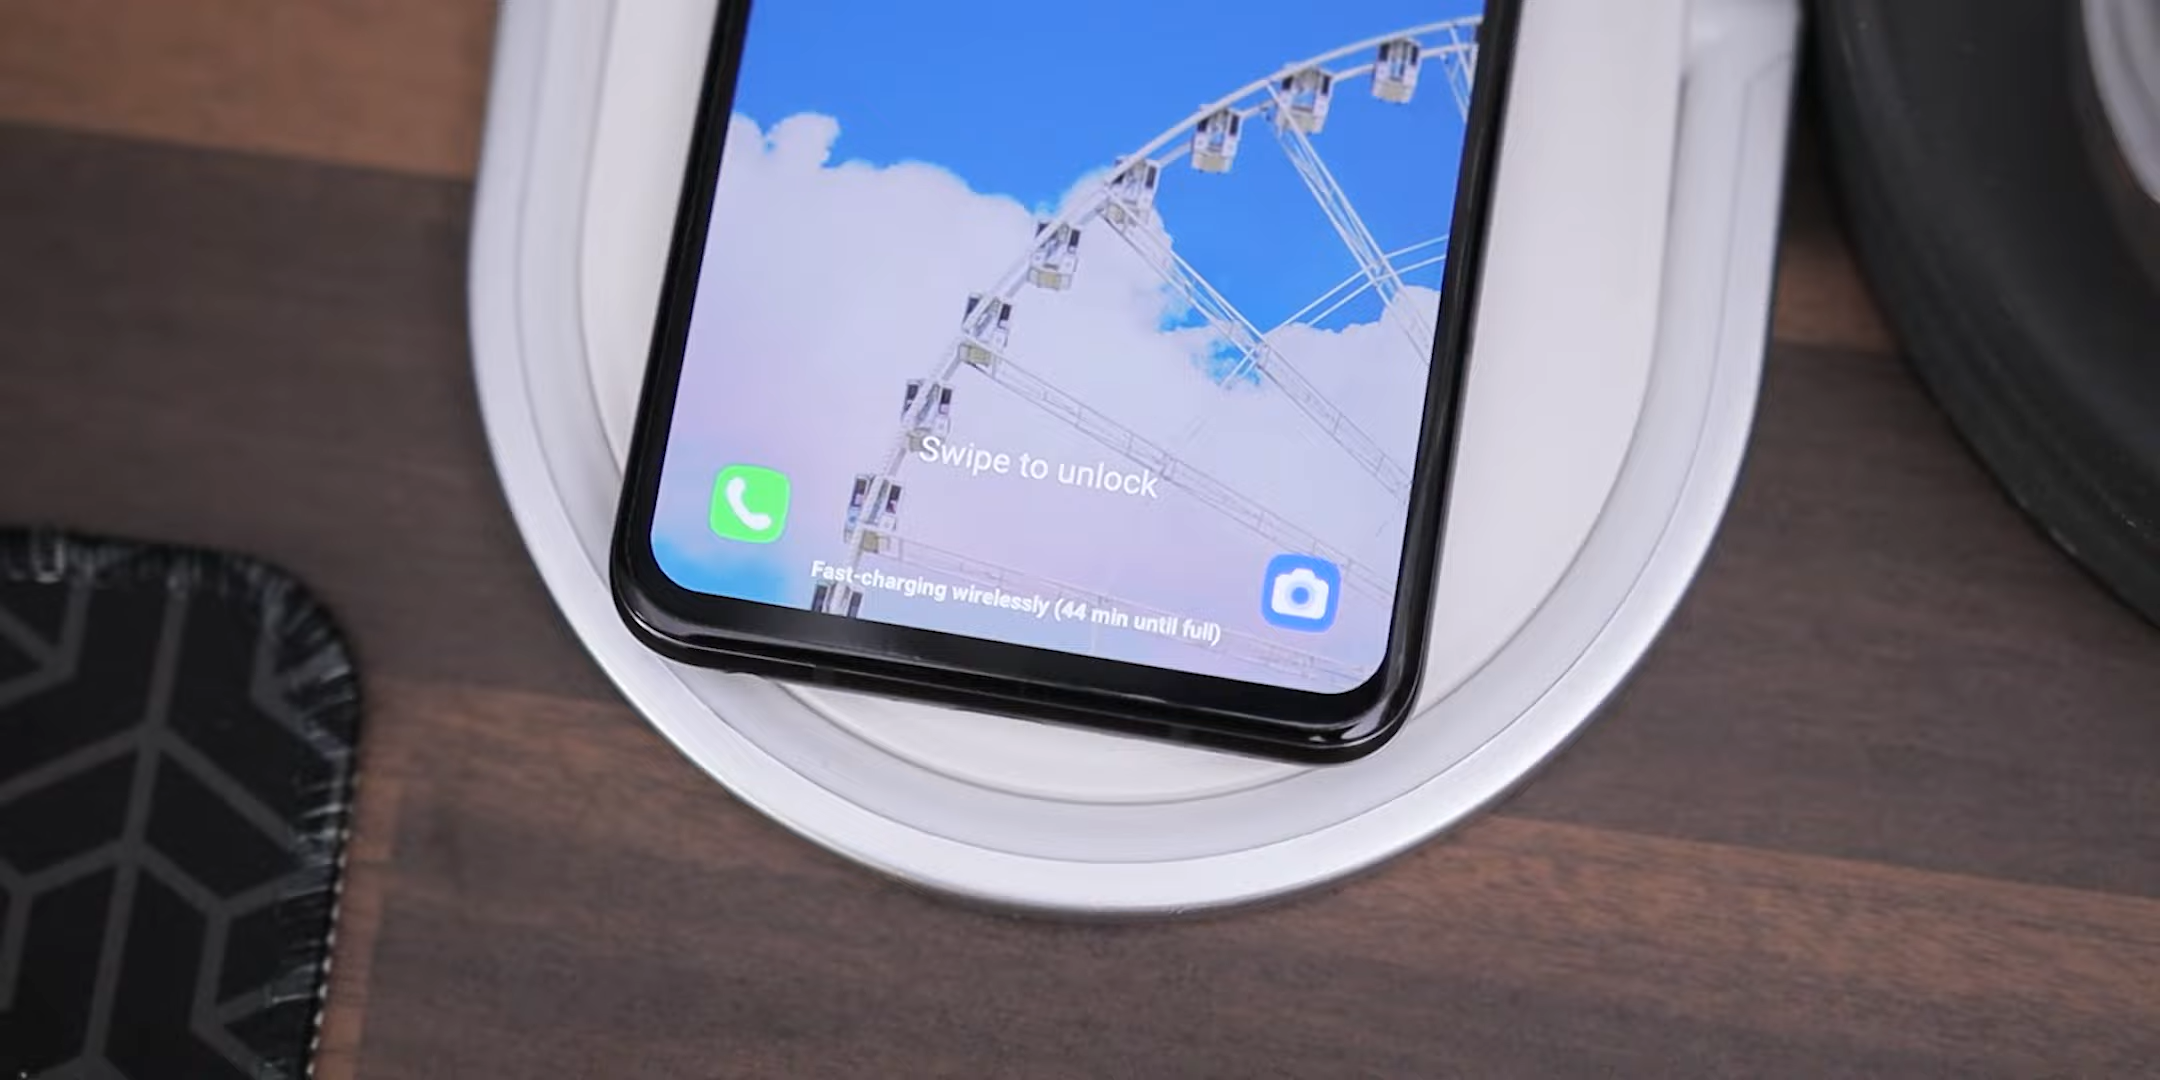 Swipe to unlock
Fast-charging wirelessly (44 min until full)